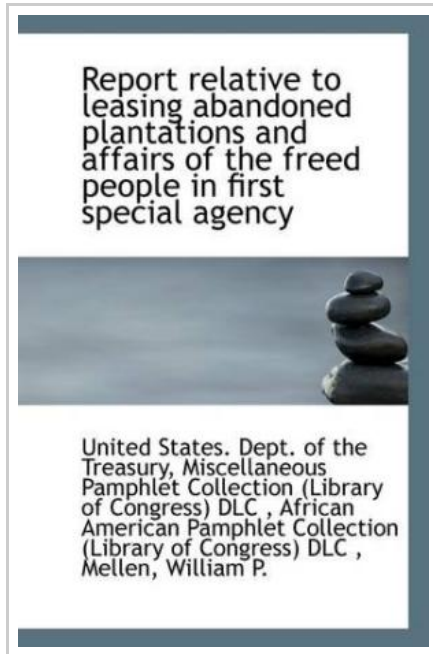 Report relative to
leasing abandoned
plantations and
affairs of the freed
people in first
special agency
United States. Dept. of the
Treasury, Miscellaneous
Pamphlet Collection (Library
of Congress) DLC , African
American Pamphlet Collection
(Library of Congress) DLC ,
Mellen, William P.